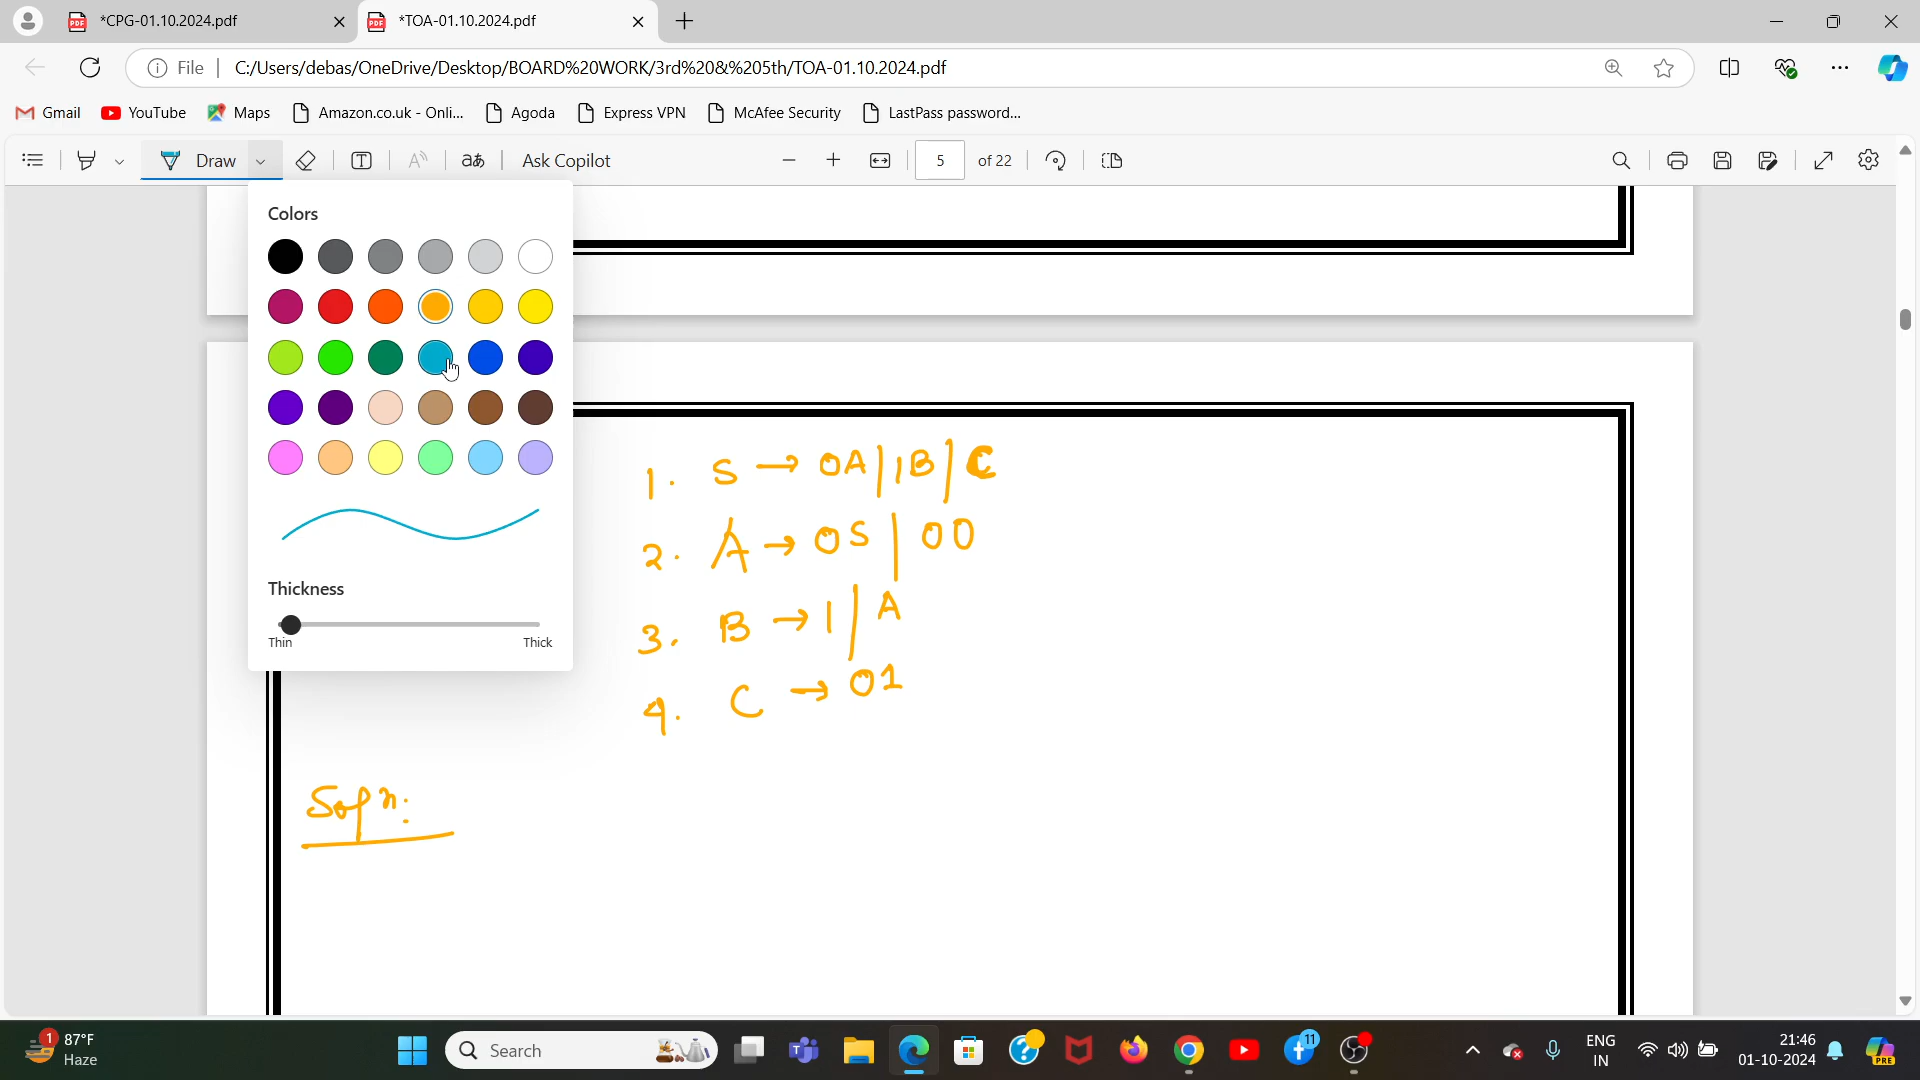 *CPG-01.10.2024.pdf
*TOA-01.10.2024.pdf
File C:/Users/debas/OneDrive/Desktop/BOARD%20WORK/3rd%20&%205th/TOA-01.10.2024.pdf
Gmail YouTube Maps Amazon.co.uk - Onli... Agoda Express VPN McAfee Security LastPass password...
Draw Ask Copilot 5 of 22
Colors
1. S → 0A|1B|C
2. A → 0S | 00
3. B → 1|A
4. C → 01
Thickness
Thin Thick
87°F
Haze
1
Search
11
PRE
ENG
IN
21:46
01-10-2024